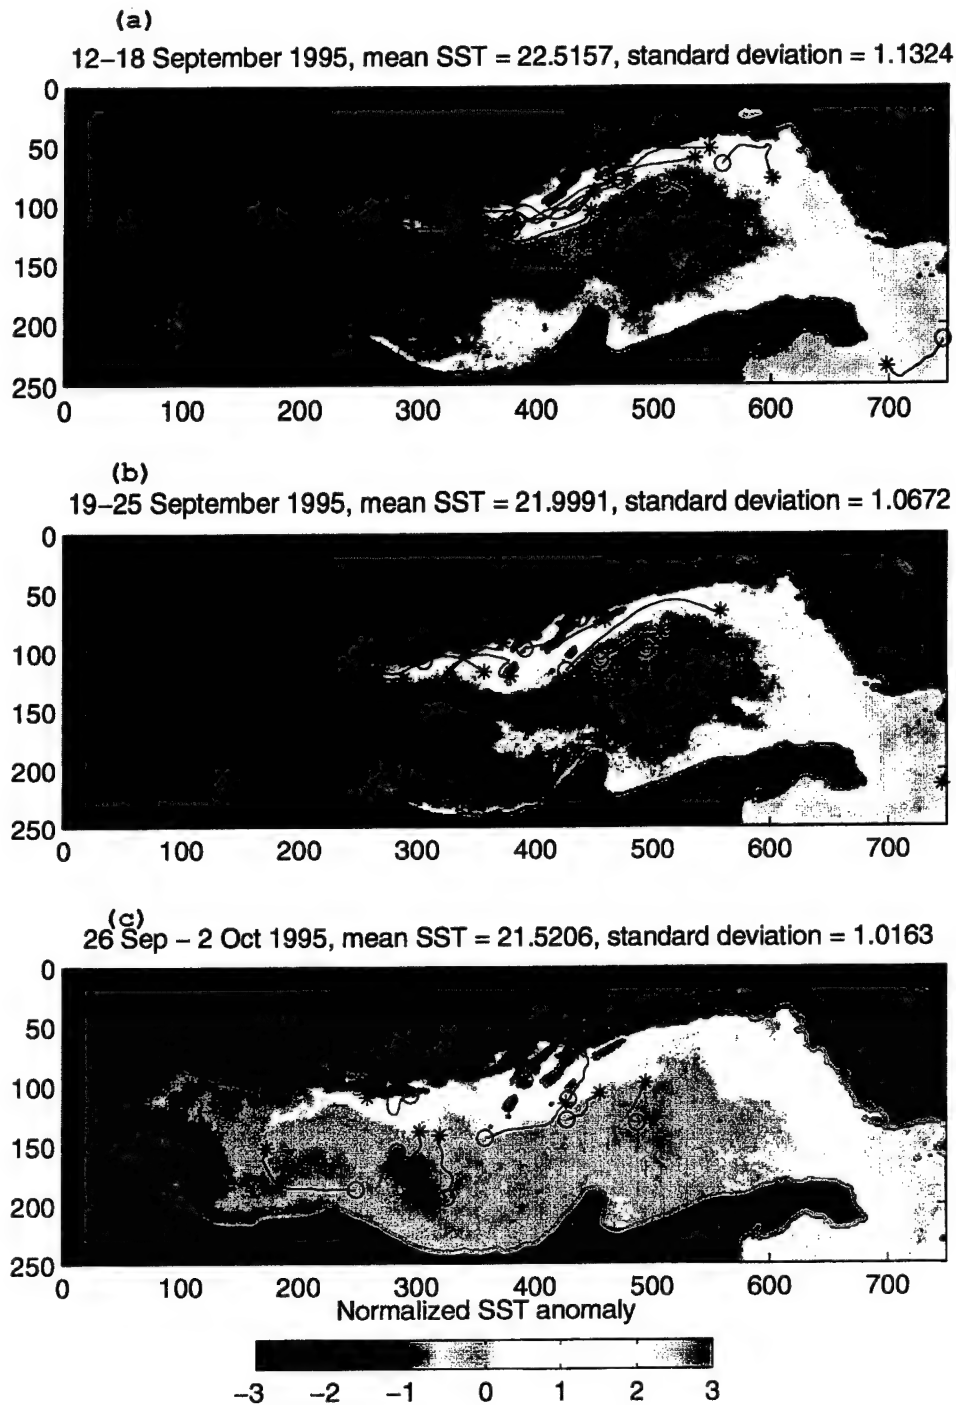 (a)
12–18 September 1995, mean SST = 22.5157, standard deviation = 1.1324
0
50
100
150
200
250
0 100 200 300 400 500 600 700
(b)
19–25 September 1995, mean SST = 21.9991, standard deviation = 1.0672
0
50
100
150
200
250
0 100 200 300 400 500 600 700
(c)
26 Sep – 2 Oct 1995, mean SST = 21.5206, standard deviation = 1.0163
0
50
100
150
200
250
0 100 200 300 400 500 600 700
Normalized SST anomaly
−3 −2 −1 0 1 2 3